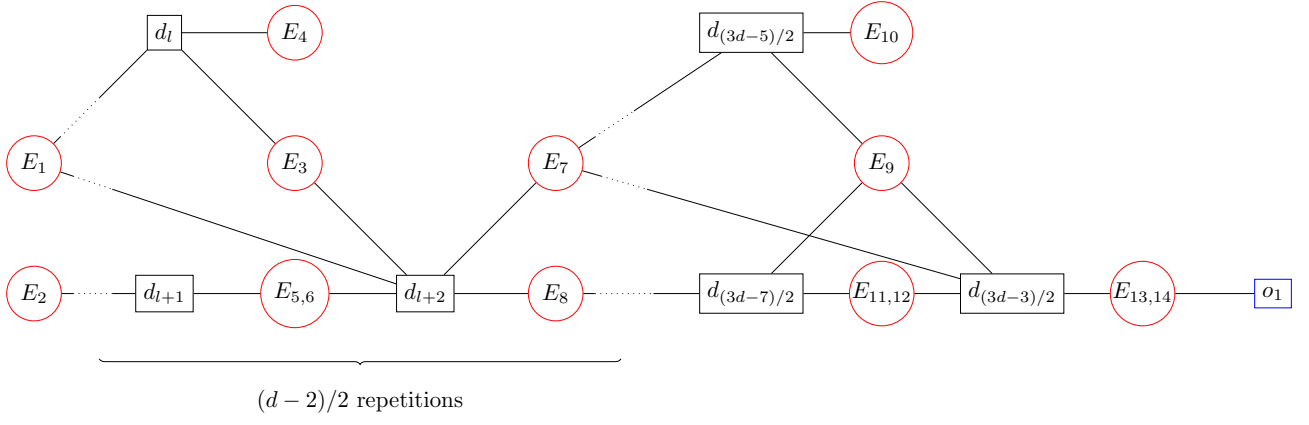 d_l E_4 d_{(3d−5)/2} E_{10}
E_1 E_3 E_7 E_9
E_2 d_{l+1} E_{5,6} d_{l+2} E_8 d_{(3d−7)/2} E_{11,12} d_{(3d−3)/2} E_{13,14} o_1
(d − 2)/2 repetitions